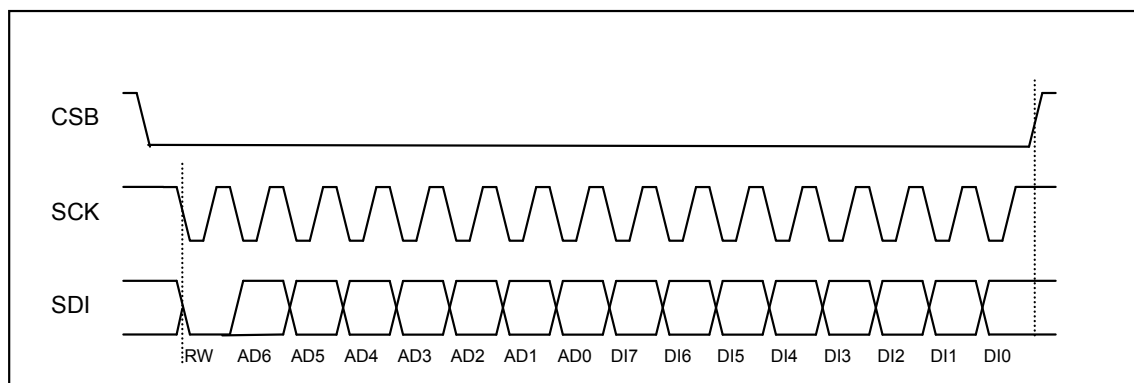 CSB
SCK
SDI
RW AD6 AD5 AD4 AD3 AD2 AD1 AD0 DI7 DI6 DI5 DI4 DI3 DI2 DI1 DI0